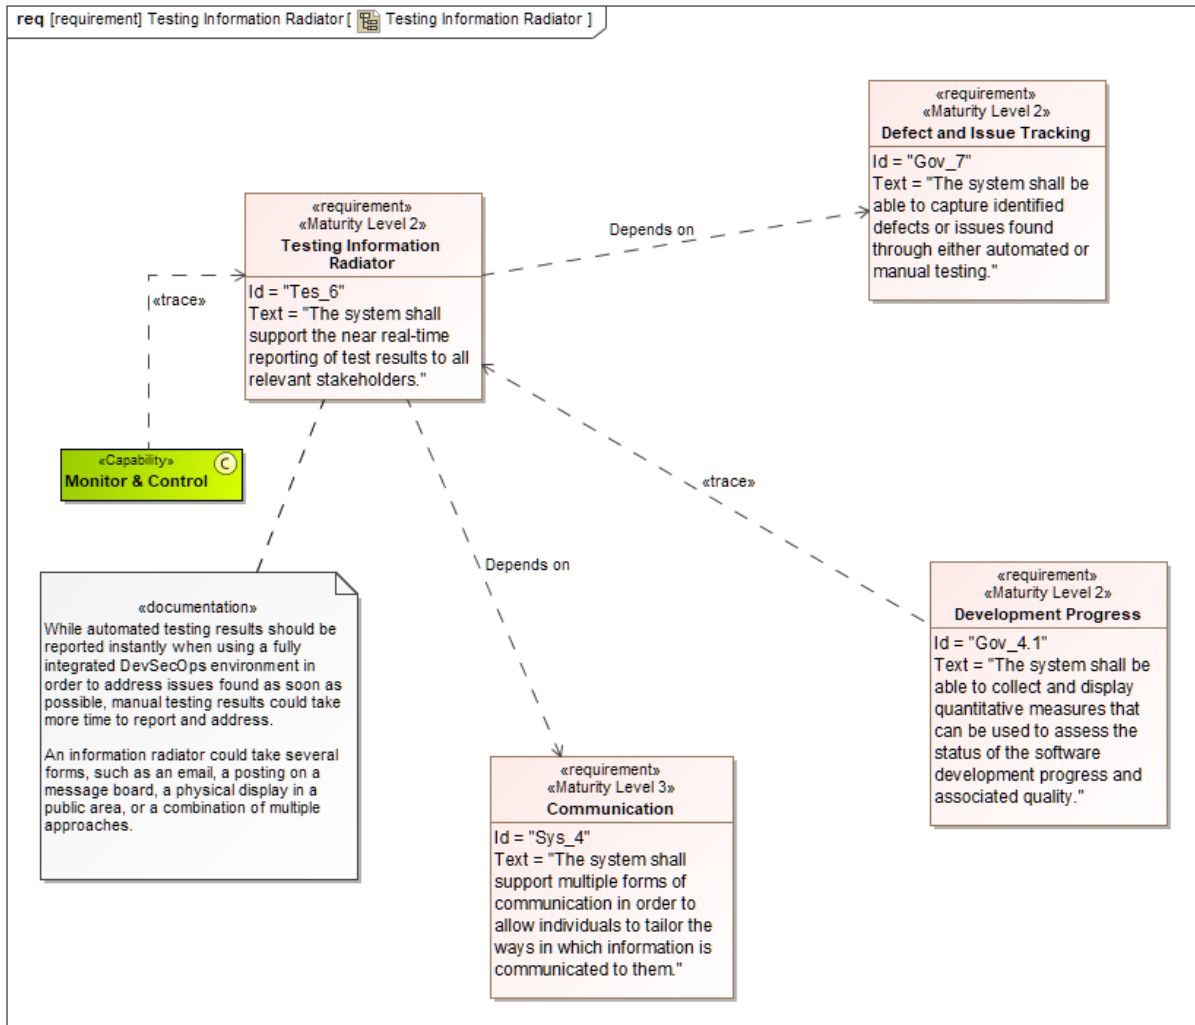 req [requirement] Testing Information Radiator [ Testing Information Radiator ]
«requirement»
«Maturity Level 2»
Defect and Issue Tracking
Id = "Gov_7"
Text = "The system shall be
able to capture identified
defects or issues found
through either automated or
manual testing."
«requirement»
«Maturity Level 2»
Testing Information
Radiator
Id = "Tes_6"
Text = "The system shall
support the near real-time
reporting of test results to all
relevant stakeholders."
Depends on
«trace»
«Capability»
C
Monitor & Control
«trace»
Depends on
«documentation»
While automated testing results should be
reported instantly when using a fully
integrated DevSecOps environment in
order to address issues found as soon as
possible, manual testing results could take
more time to report and address.
An information radiator could take several
forms, such as an email, a posting on a
message board, a physical display in a
public area, or a combination of multiple
approaches.
«requirement»
«Maturity Level 2»
Development Progress
Id = "Gov_4.1"
Text = "The system shall be
able to collect and display
quantitative measures that
can be used to assess the
status of the software
development progress and
associated quality."
«requirement»
«Maturity Level 3»
Communication
Id = "Sys_4"
Text = "The system shall
support multiple forms of
communication in order to
allow individuals to tailor the
ways in which information is
communicated to them."